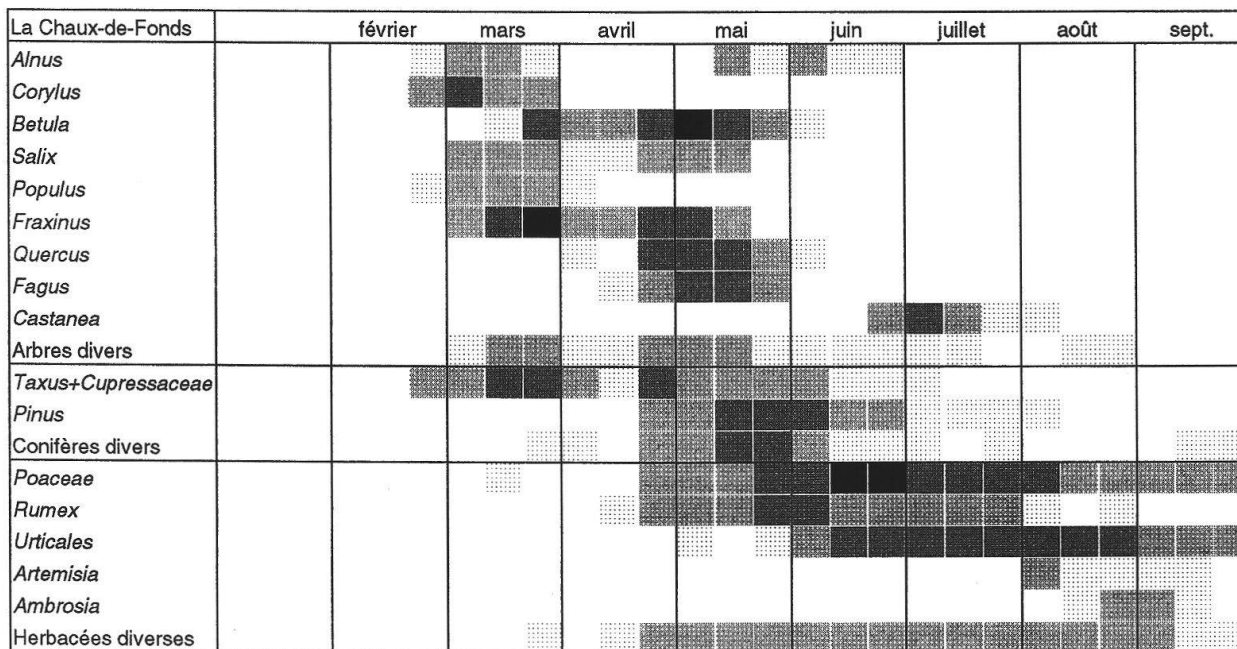 La Chaux-de-Fonds février mars avril mai juin juillet août sept.
Alnus
Corylus
Betula
Salix
Populus
Fraxinus
Quercus
Fagus
Castanea
Arbres divers
Taxus+Cupressaceae
Pinus
Conifères divers
Poaceae
Rumex
Urticales
Artemisia
Ambrosia
Herbacées diverses